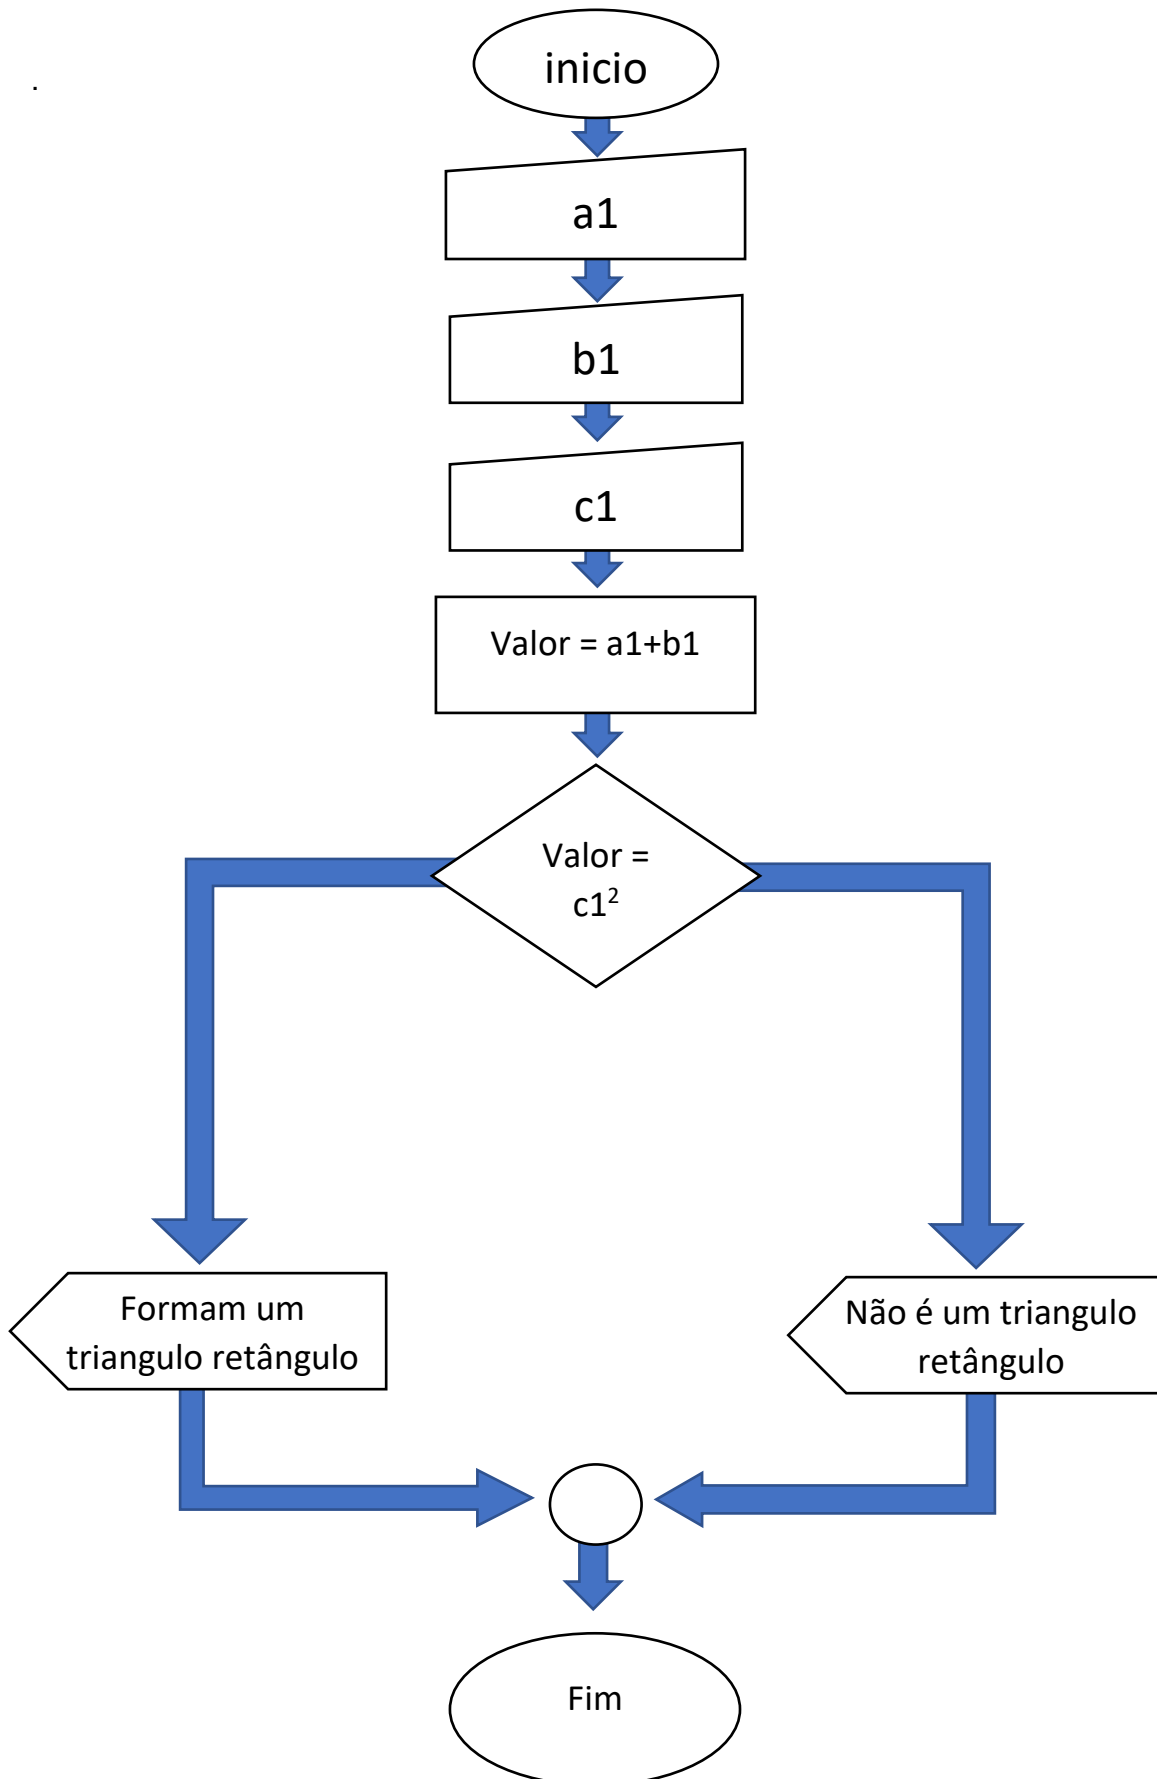 inicio
.
a1
b1
c1
Valor = a1+b1
Valor =
c1²
Formam um
triangulo retângulo
Não é um triangulo
retângulo
Fim